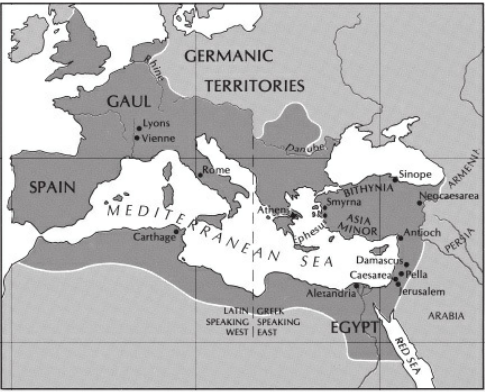 GERMANIC
TERRITORIES
Rhine
GAUL
Lyons
Vienne
Danube
SPAIN
Rome
Sinope
ARMENIA
BITHYNIA
Neocaesarea
MEDITERRANEAN
SEA
Athens
Smyrna
ASIA
MINOR
Ephesus
Carthage
Antioch
PERSIA
Damascus
Caesarea
Pella
Jerusalem
Alexandria
LATIN
SPEAKING
WEST
GREEK
SPEAKING
EAST
EGYPT
ARABIA
RED SEA